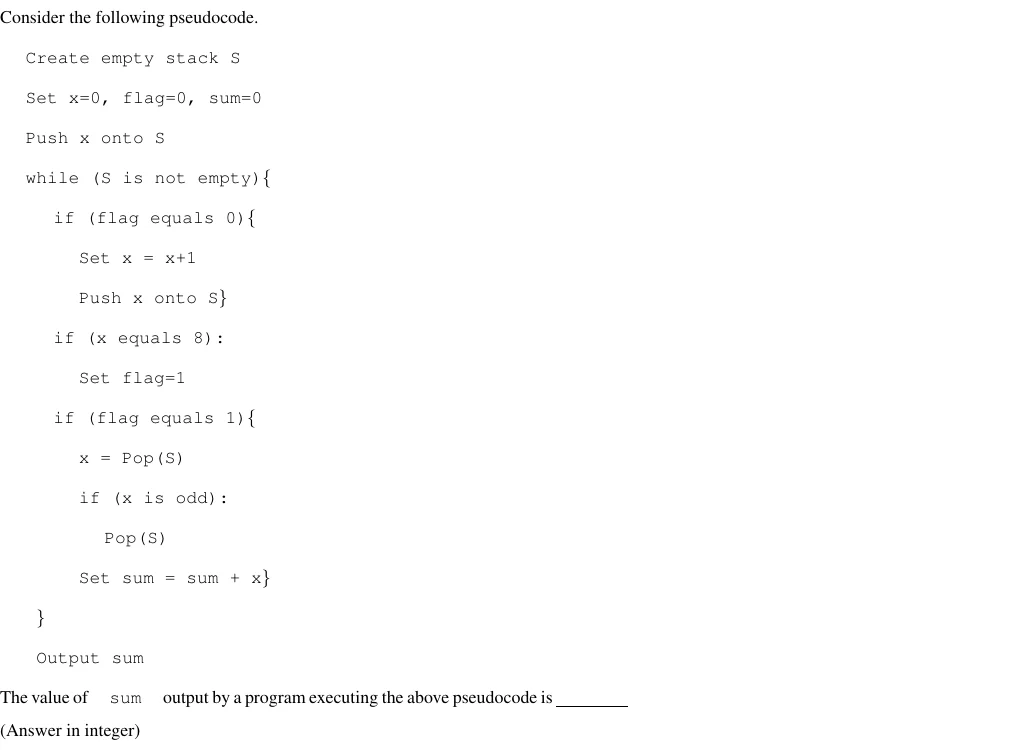 Consider the following pseudocode.
Create empty stack S
Set x=0, flag=0, sum=0
Push x onto S
while (S is not empty){
if (flag equals 0){
Set x = x+1
Push x onto S}
if (x equals 8):
Set flag=1
if (flag equals 1){
x = Pop(S)
if (x is odd):
Pop(S)
Set sum = sum + x}
}
Output sum
The value of sum output by a program executing the above pseudocode is ________
(Answer in integer)